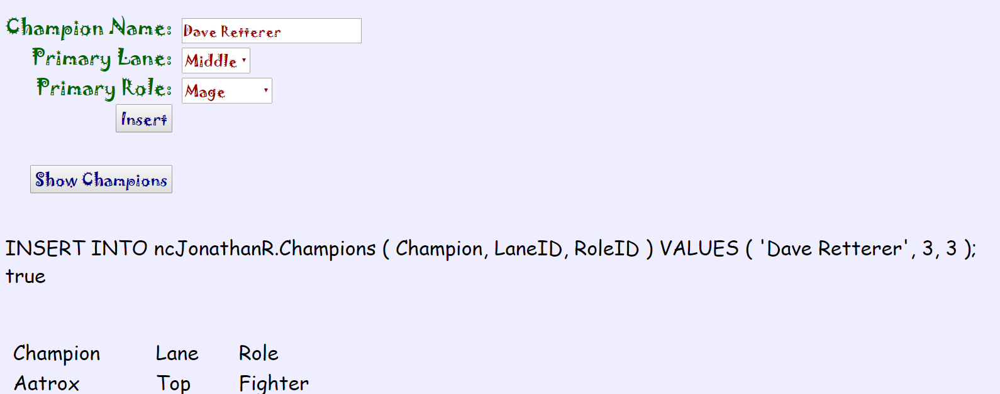 Champion Name: Dave Retterer
Primary Lane: Middle
Primary Role: Mage
Insert
Show Champions
INSERT INTO ncJonathanR.Champions ( Champion, LaneID, RoleID ) VALUES ( 'Dave Retterer', 3, 3 );
true
Champion Lane Role
Aatrox Top Fighter